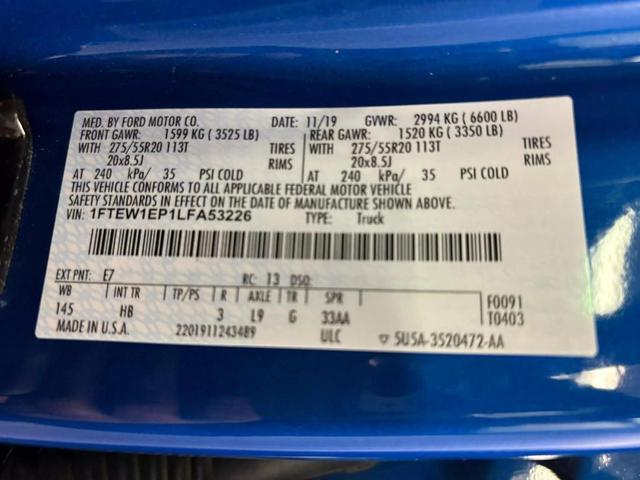 MFD. BY FORD MOTOR CO. DATE: 11/19 GVWR: 2994 KG ( 6600 LB)
FRONT GAWR: 1599 KG ( 3525 LB) REAR GAWR: 1520 KG ( 3350 LB)
WITH 275/55R20 113T TIRES WITH 275/55R20 113T TIRES
20x8.5J RIMS 20x8.5J RIMS
AT 240 kPa/ 35 PSI COLD AT 240 kPa/ 35 PSI COLD
THIS VEHICLE CONFORMS TO ALL APPLICABLE FEDERAL MOTOR VEHICLE
SAFETY STANDARDS IN EFFECT ON THE DATE OF MANUFACTURE SHOWN ABOVE.
VIN: 1FTEW1EP1LFA53226 TYPE: Truck
EXT PNT: E7 RC: 13 DSO:
WB INT TR TP/PS R AXLE TR SPR F0091
145 HB 3 L9 G 33AA T0403
MADE IN U.S.A. 2201911243489 ULC 5U5A-3520472-AA